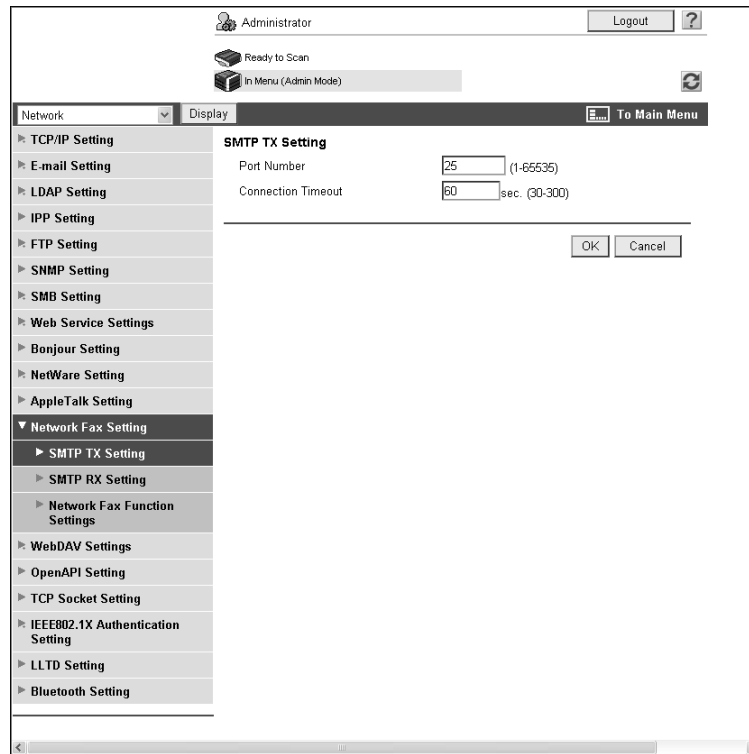 Administrator
Logout
?
Ready to Scan
In Menu (Admin Mode)
Network
Display
To Main Menu
TCP/IP Setting
E-mail Setting
LDAP Setting
IPP Setting
FTP Setting
SNMP Setting
SMB Setting
Web Service Settings
Bonjour Setting
NetWare Setting
AppleTalk Setting
Network Fax Setting
SMTP TX Setting
SMTP RX Setting
Network Fax Function
Settings
WebDAV Settings
OpenAPI Setting
TCP Socket Setting
IEEE802.1X Authentication
Setting
LLTD Setting
Bluetooth Setting
SMTP TX Setting
Port Number 25 (1-65535)
Connection Timeout 60 sec. (30-300)
OK Cancel